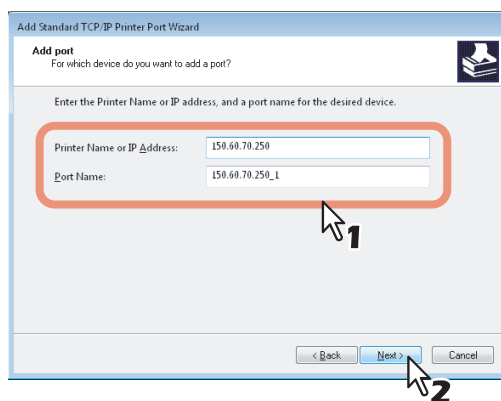 Add Standard TCP/IP Printer Port Wizard
Add port
For which device do you want to add a port?
Enter the Printer Name or IP address, and a port name for the desired device.
Printer Name or IP Address: 150.60.70.250
Port Name: 150.60.70.250_1
1
< Back Next > Cancel
2